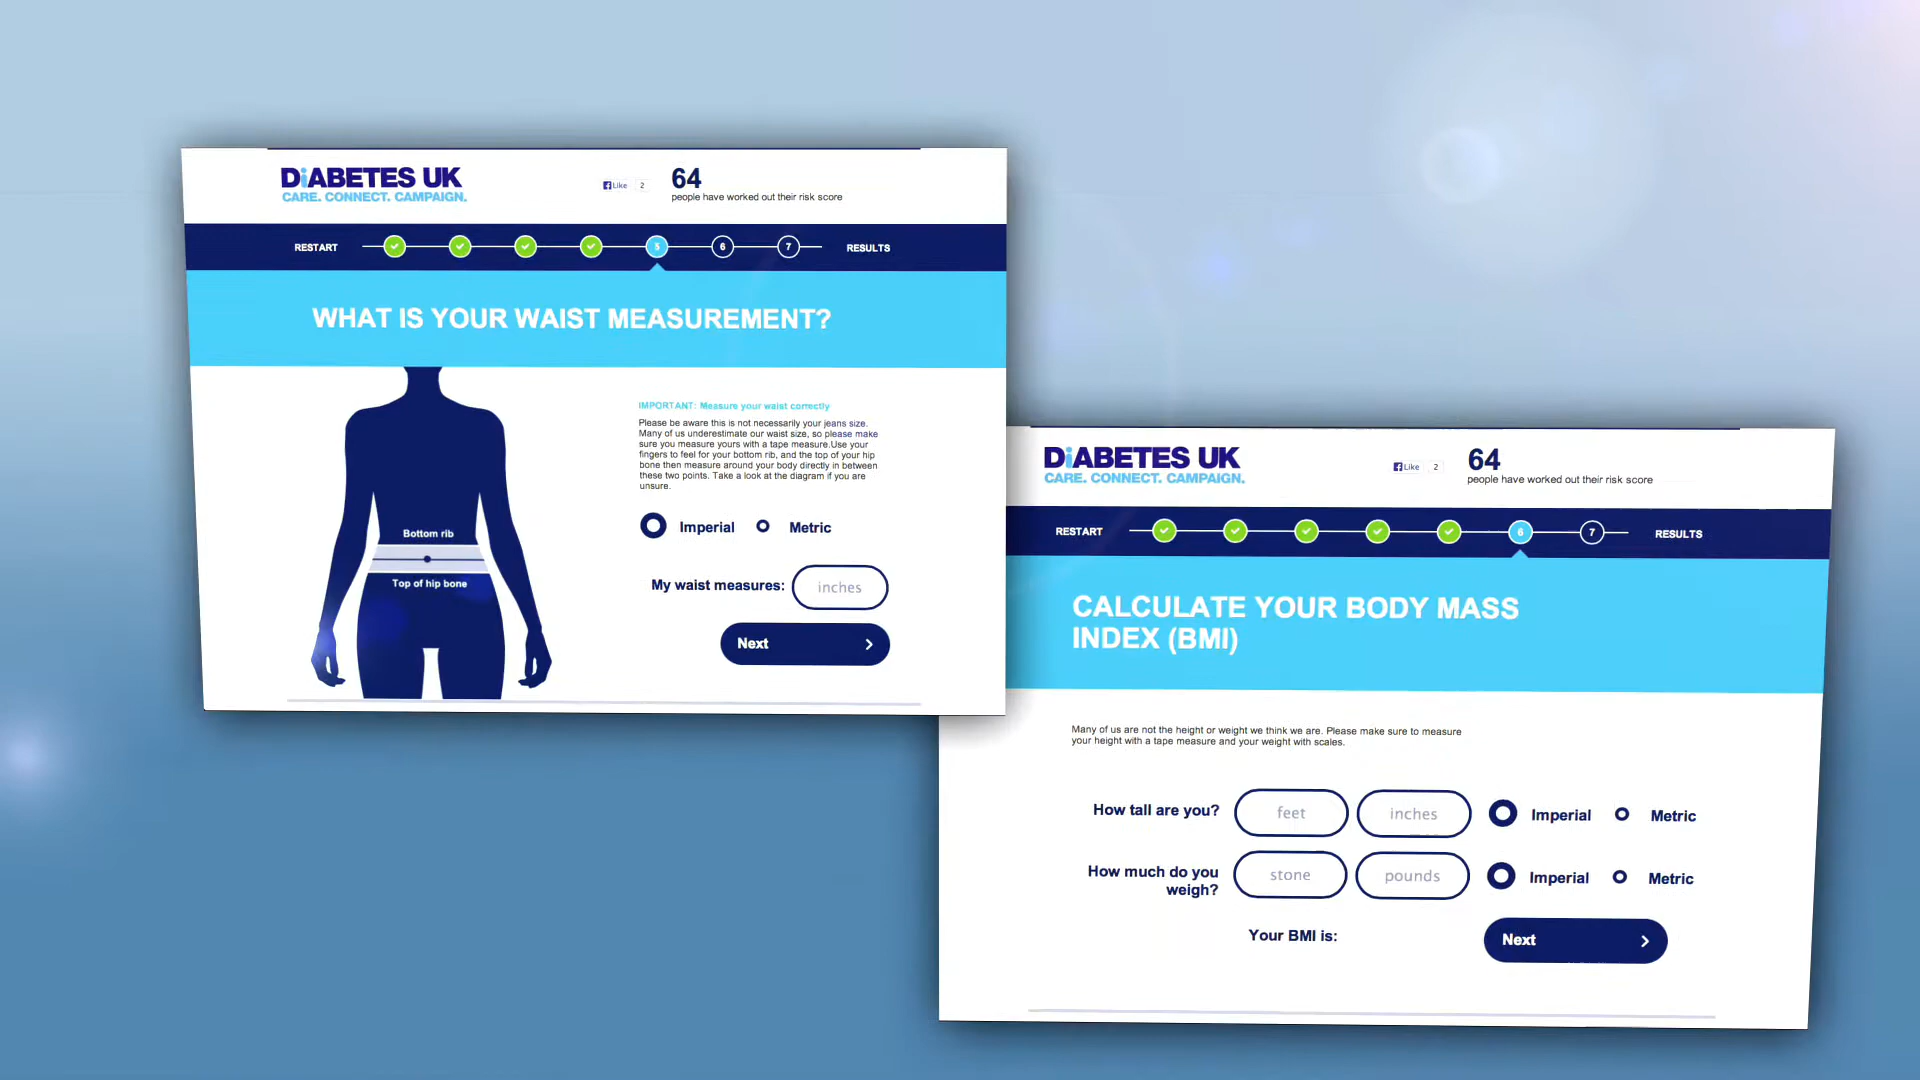 DiABETES UK
CARE. CONNECT. CAMPAIGN.
Like 2
64
people have worked out their risk score
RESTART 5 6 7 RESULTS
WHAT IS YOUR WAIST MEASUREMENT?
Bottom rib
Top of hip bone
IMPORTANT: Measure your waist correctly
Please be aware this is not necessarily your jeans size.
Many of us underestimate our waist size, so please make
sure you measure yours with a tape measure.Use your
fingers to feel for your bottom rib, and the top of your hip
bone then measure around your body directly in between
these two points. Take a look at the diagram if you are
unsure.
Imperial Metric
My waist measures: inches
Next
DiABETES UK
CARE. CONNECT. CAMPAIGN.
Like 2
64
people have worked out their risk score
RESTART 6 7 RESULTS
CALCULATE YOUR BODY MASS
INDEX (BMI)
Many of us are not the height or weight we think we are. Please make sure to measure
your height with a tape measure and your weight with scales.
How tall are you? feet inches Imperial Metric
How much do you
weigh?
stone pounds Imperial Metric
Your BMI is:
Next